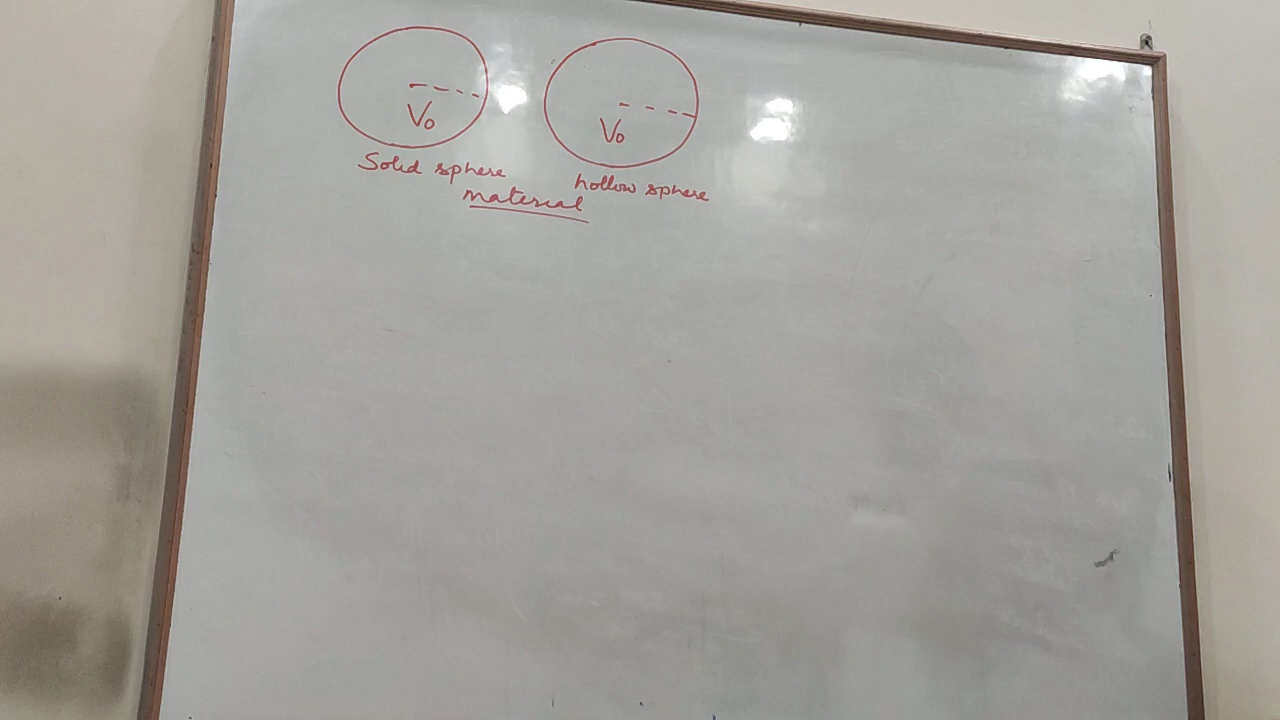 V₀
V₀
Solid sphere
hollow sphere
material